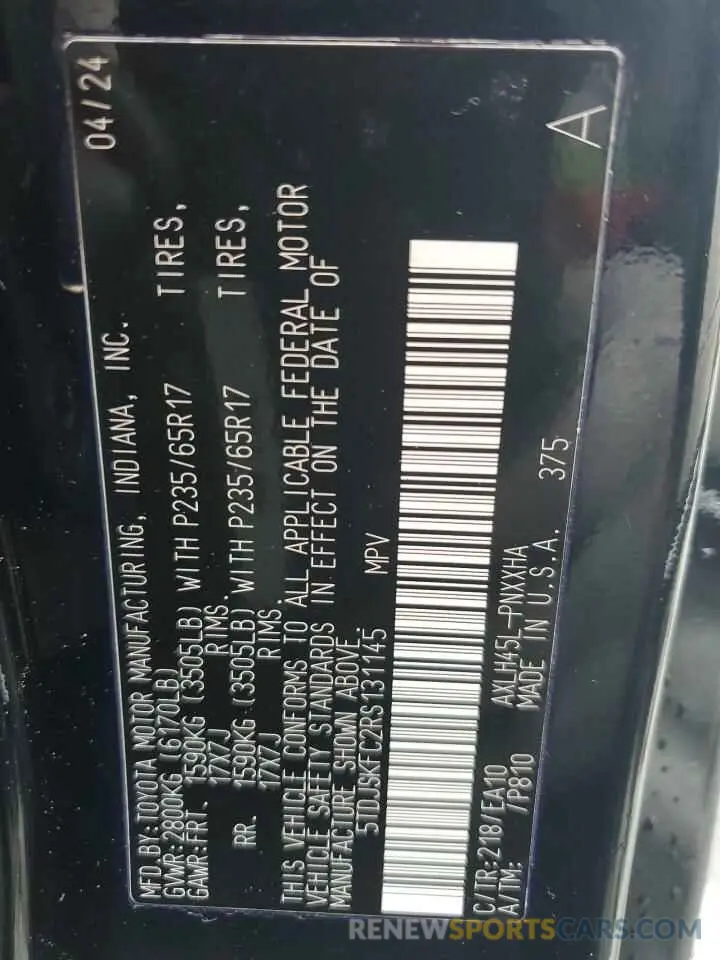 MFD.BY:TOYOTA MOTOR MANUFACTURING, INDIANA, INC. 04/24
GVWR:2800KG (6170LB)
GAWR:FRT. 1590KG (3505LB) WITH P235/65R17 TIRES,
17X7J RIMS.
RR. 1590KG (3505LB) WITH P235/65R17 TIRES,
17X7J RIMS.
THIS VEHICLE CONFORMS TO ALL APPLICABLE FEDERAL MOTOR
VEHICLE SAFETY STANDARDS IN EFFECT ON THE DATE OF
MANUFACTURE SHOWN ABOVE.
5TDJSKFC2RS131145 MPV
C/TR:218/EA10 AXLH45L-PNXXHA
A/TM: /P810 MADE IN U.S.A. 375 A
RENEWSPORTSCARS.COM